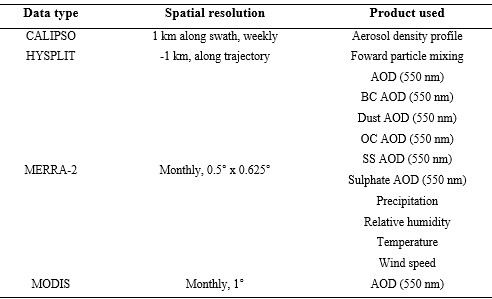 Data type Spatial resolution Product used
CALIPSO 1 km along swath, weekly Aerosol density profile
HYSPLIT -1 km, along trajectory Foward particle mixing
AOD (550 nm)
BC AOD (550 nm)
Dust AOD (550 nm)
OC AOD (550 nm)
SS AOD (550 nm)
MERRA-2 Monthly, 0.5° x 0.625°
Sulphate AOD (550 nm)
Precipitation
Relative humidity
Temperature
Wind speed
MODIS Monthly, 1° AOD (550 nm)